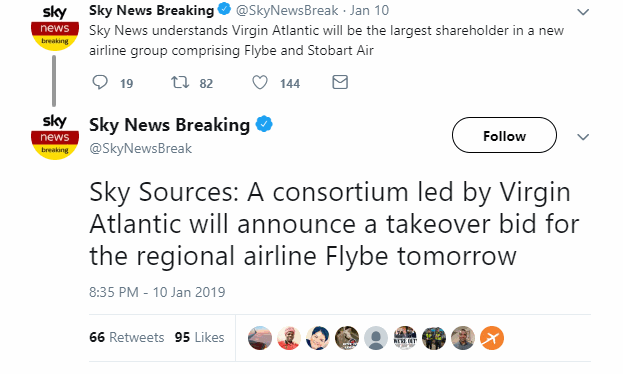 sky
news
breaking
Sky News Breaking @SkyNewsBreak · Jan 10
Sky News understands Virgin Atlantic will be the largest shareholder in a new
airline group comprising Flybe and Stobart Air
19 82 144
sky
news
breaking
Sky News Breaking
@SkyNewsBreak
Follow
Sky Sources: A consortium led by Virgin
Atlantic will announce a takeover bid for
the regional airline Flybe tomorrow
8:35 PM - 10 Jan 2019
66 Retweets 95 Likes
WE'RE OUT!